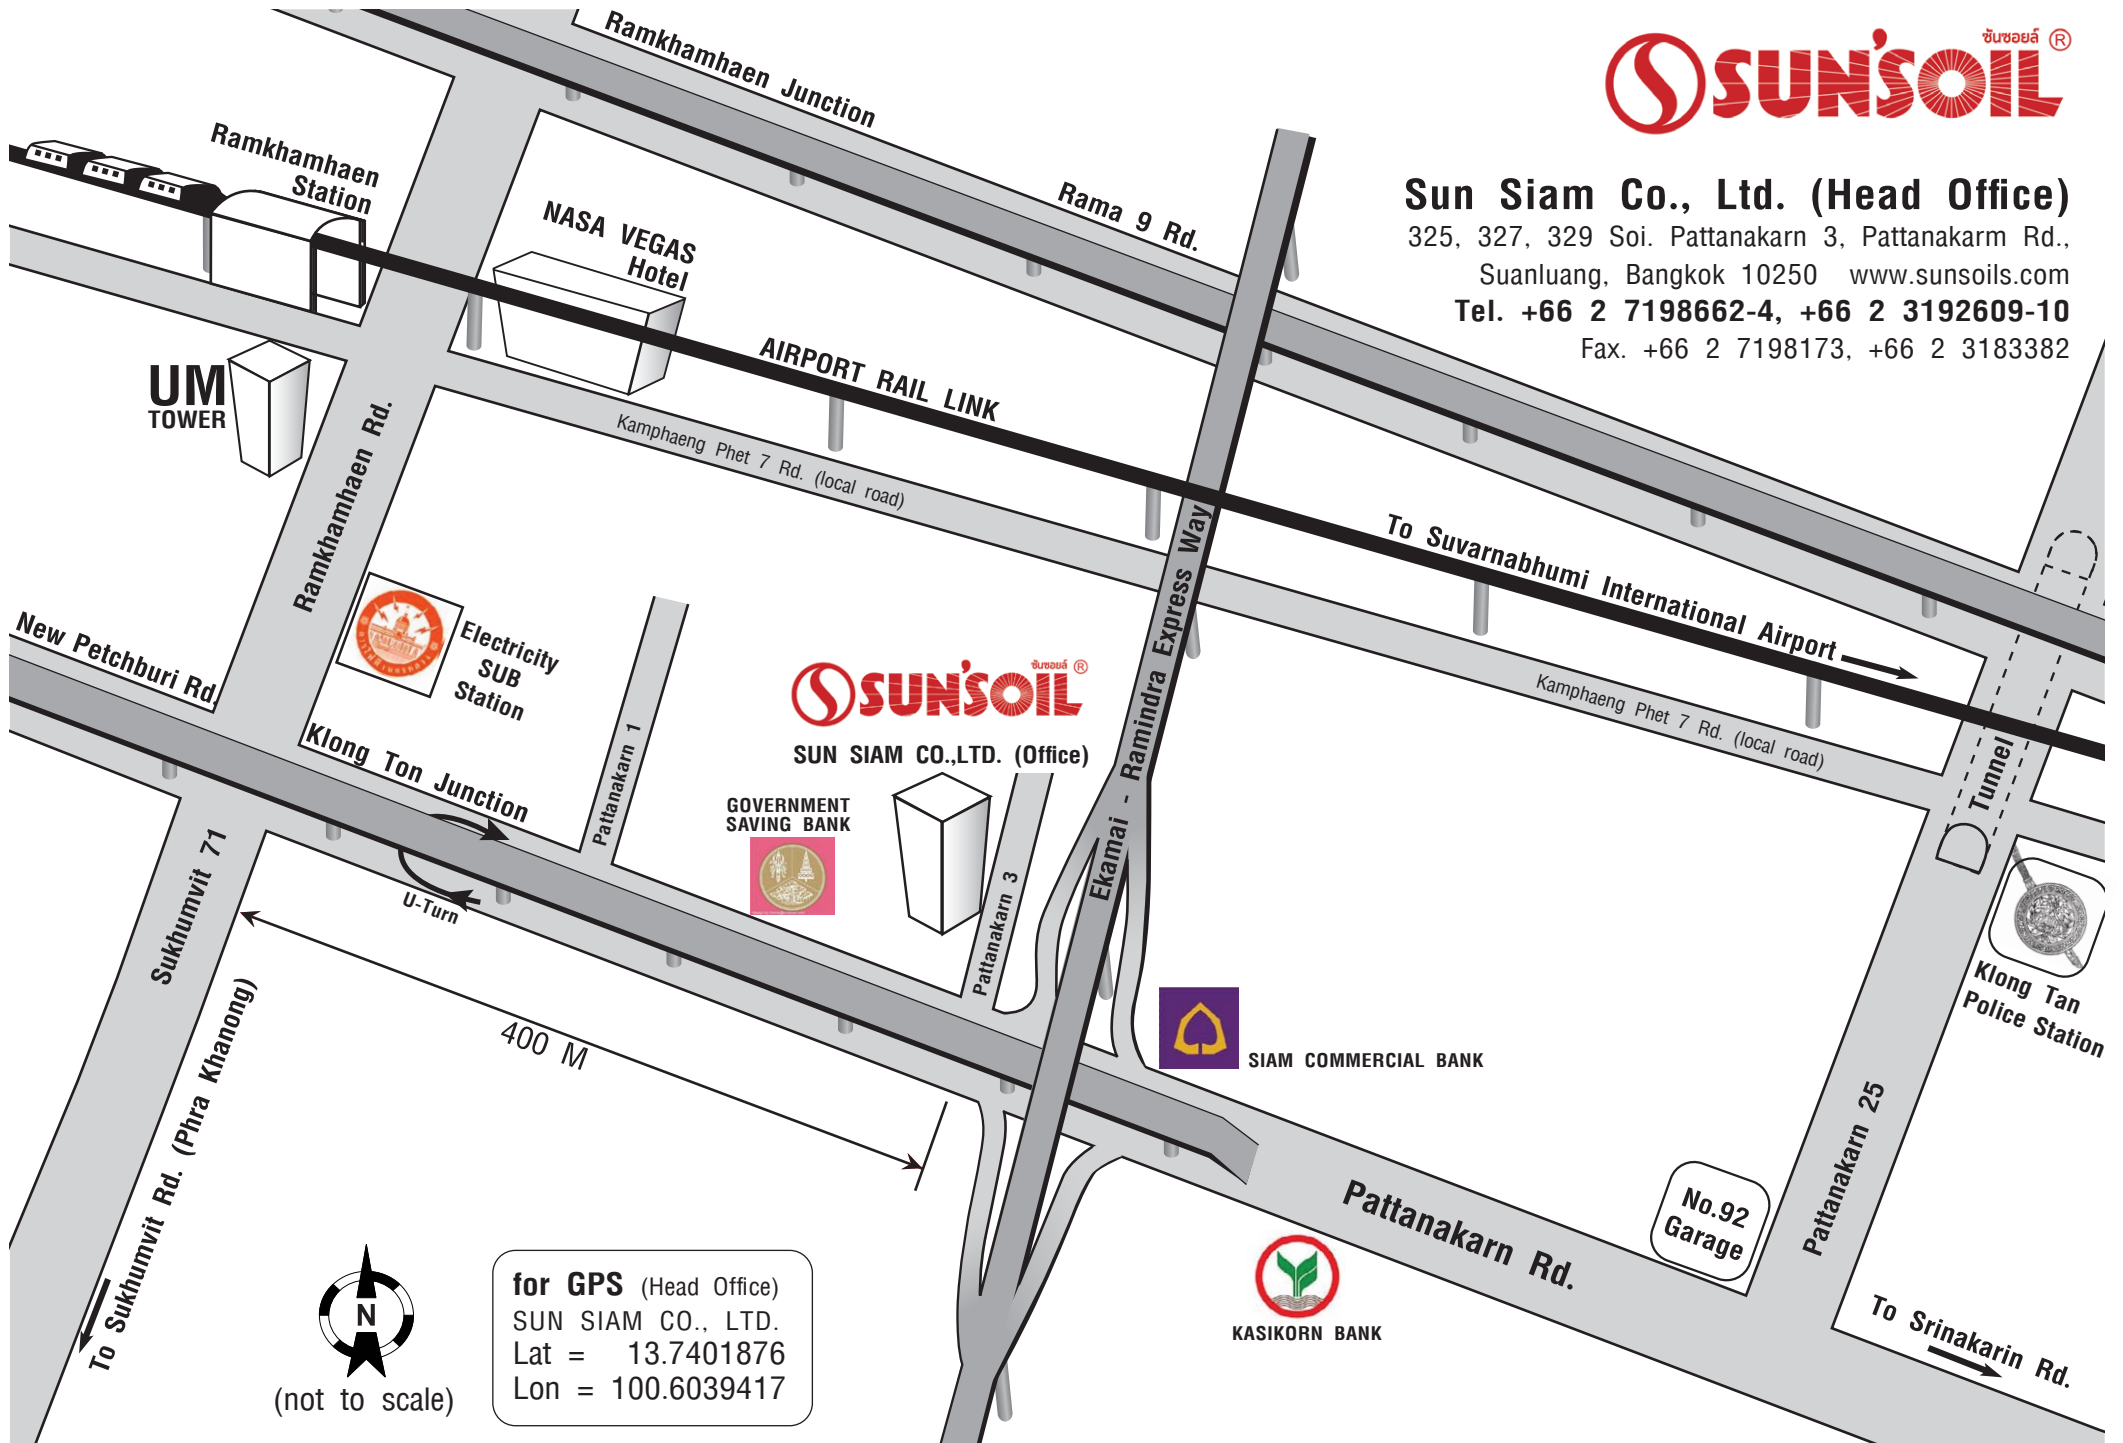 Ramkhamhaen Junction
ซันซอยล์ ®
SUN'SOIL
Sun Siam Co., Ltd. (Head Office)
325, 327, 329 Soi. Pattanakarn 3, Pattanakarm Rd.,
Suanluang, Bangkok 10250 www.sunsoils.com
Tel. +66 2 7198662-4, +66 2 3192609-10
Fax. +66 2 7198173, +66 2 3183382
Ramkhamhaen
Station
Rama 9 Rd.
NASA VEGAS
Hotel
UM
TOWER
AIRPORT RAIL LINK
Kamphaeng Phet 7 Rd. (local road)
Ramkhamhaen Rd.
To Suvarnabhumi International Airport
Kamphaeng Phet 7 Rd. (local road)
New Petchburi Rd.
Electricity
SUB
Station
ซันซอยล์ ®
SUN'SOIL
SUN SIAM CO.,LTD. (Office)
Ekamai - Ramindra Express Way
Tunnel
Klong Ton Junction
Pattanakarn 1
GOVERNMENT
SAVING BANK
Pattanakarn 3
U-Turn
Sukhumvit 71
400 M
SIAM COMMERCIAL BANK
Klong Tan
Police Station
To Sukhumvit Rd. (Phra Khanong)
Pattanakarn 25
No.92
Garage
Pattanakarn Rd.
KASIKORN BANK
To Srinakarin Rd.
N
(not to scale)
for GPS (Head Office)
SUN SIAM CO., LTD.
Lat = 13.7401876
Lon = 100.6039417